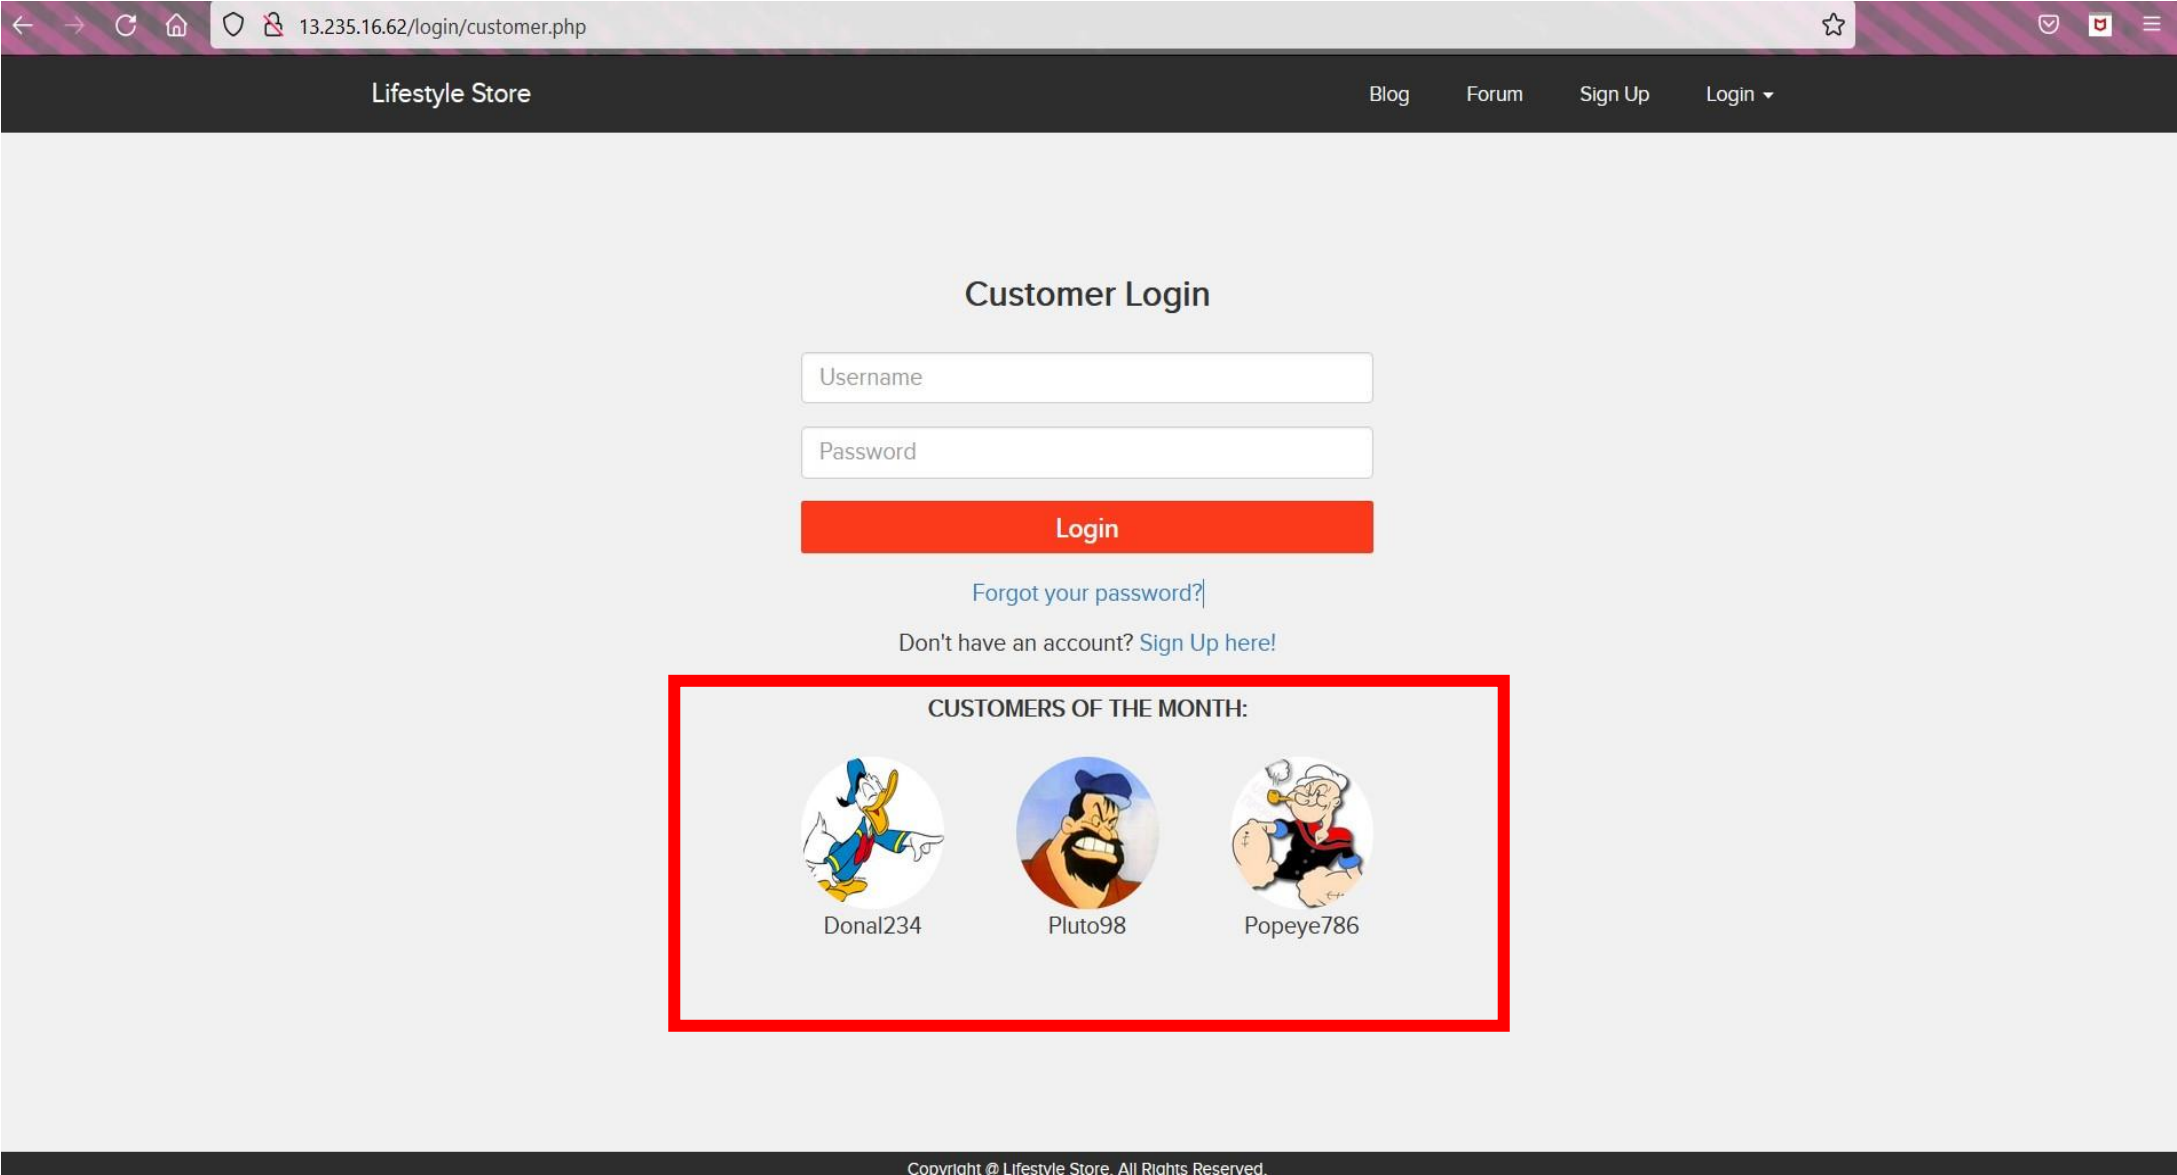 13.235.16.62/login/customer.php
Lifestyle Store Blog Forum Sign Up Login
Customer Login
Username
Password
Login
Forgot your password?
Don't have an account? Sign Up here!
CUSTOMERS OF THE MONTH:
Donal234 Pluto98 Popeye786
Copyright @ Lifestyle Store. All Rights Reserved.